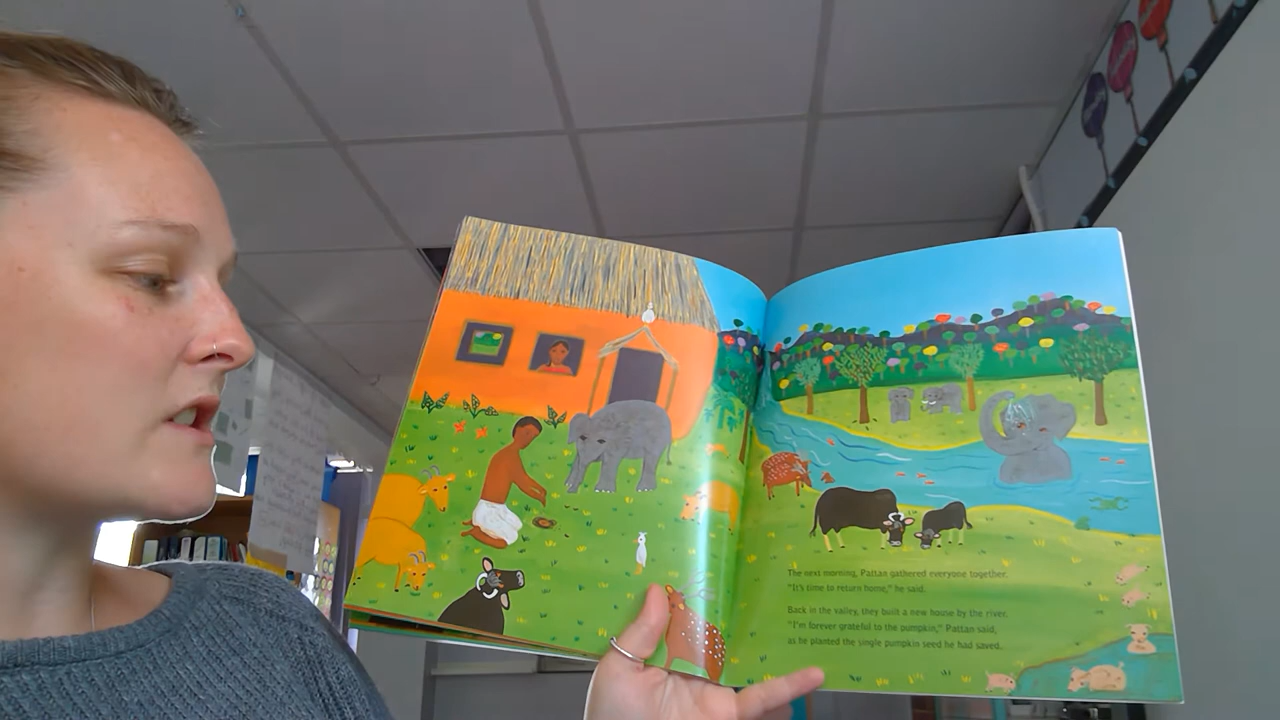 The next morning, Pattan gathered everyone together.
"It's time to return home," he said.
Back in the valley, they built a new house by the river.
"I'm forever grateful to the pumpkin," Pattan said,
as he planted the single pumpkin seed he had saved.